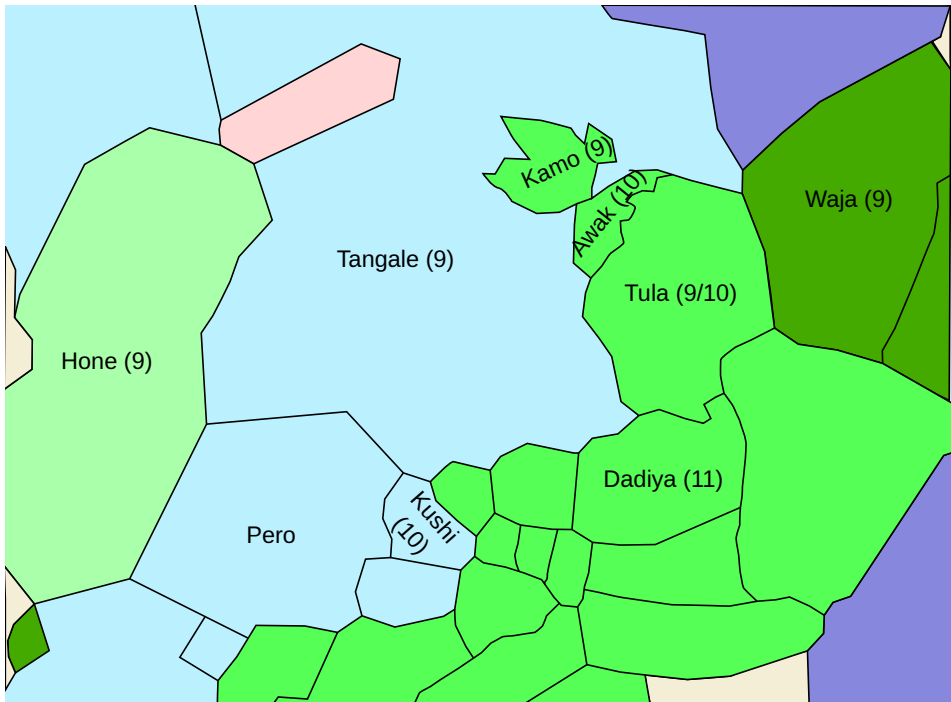 Kamo (9)
Awak (10)
Waja (9)
Tangale (9)
Tula (9/10)
Hone (9)
Dadiya (11)
Pero
Kushi
(10)